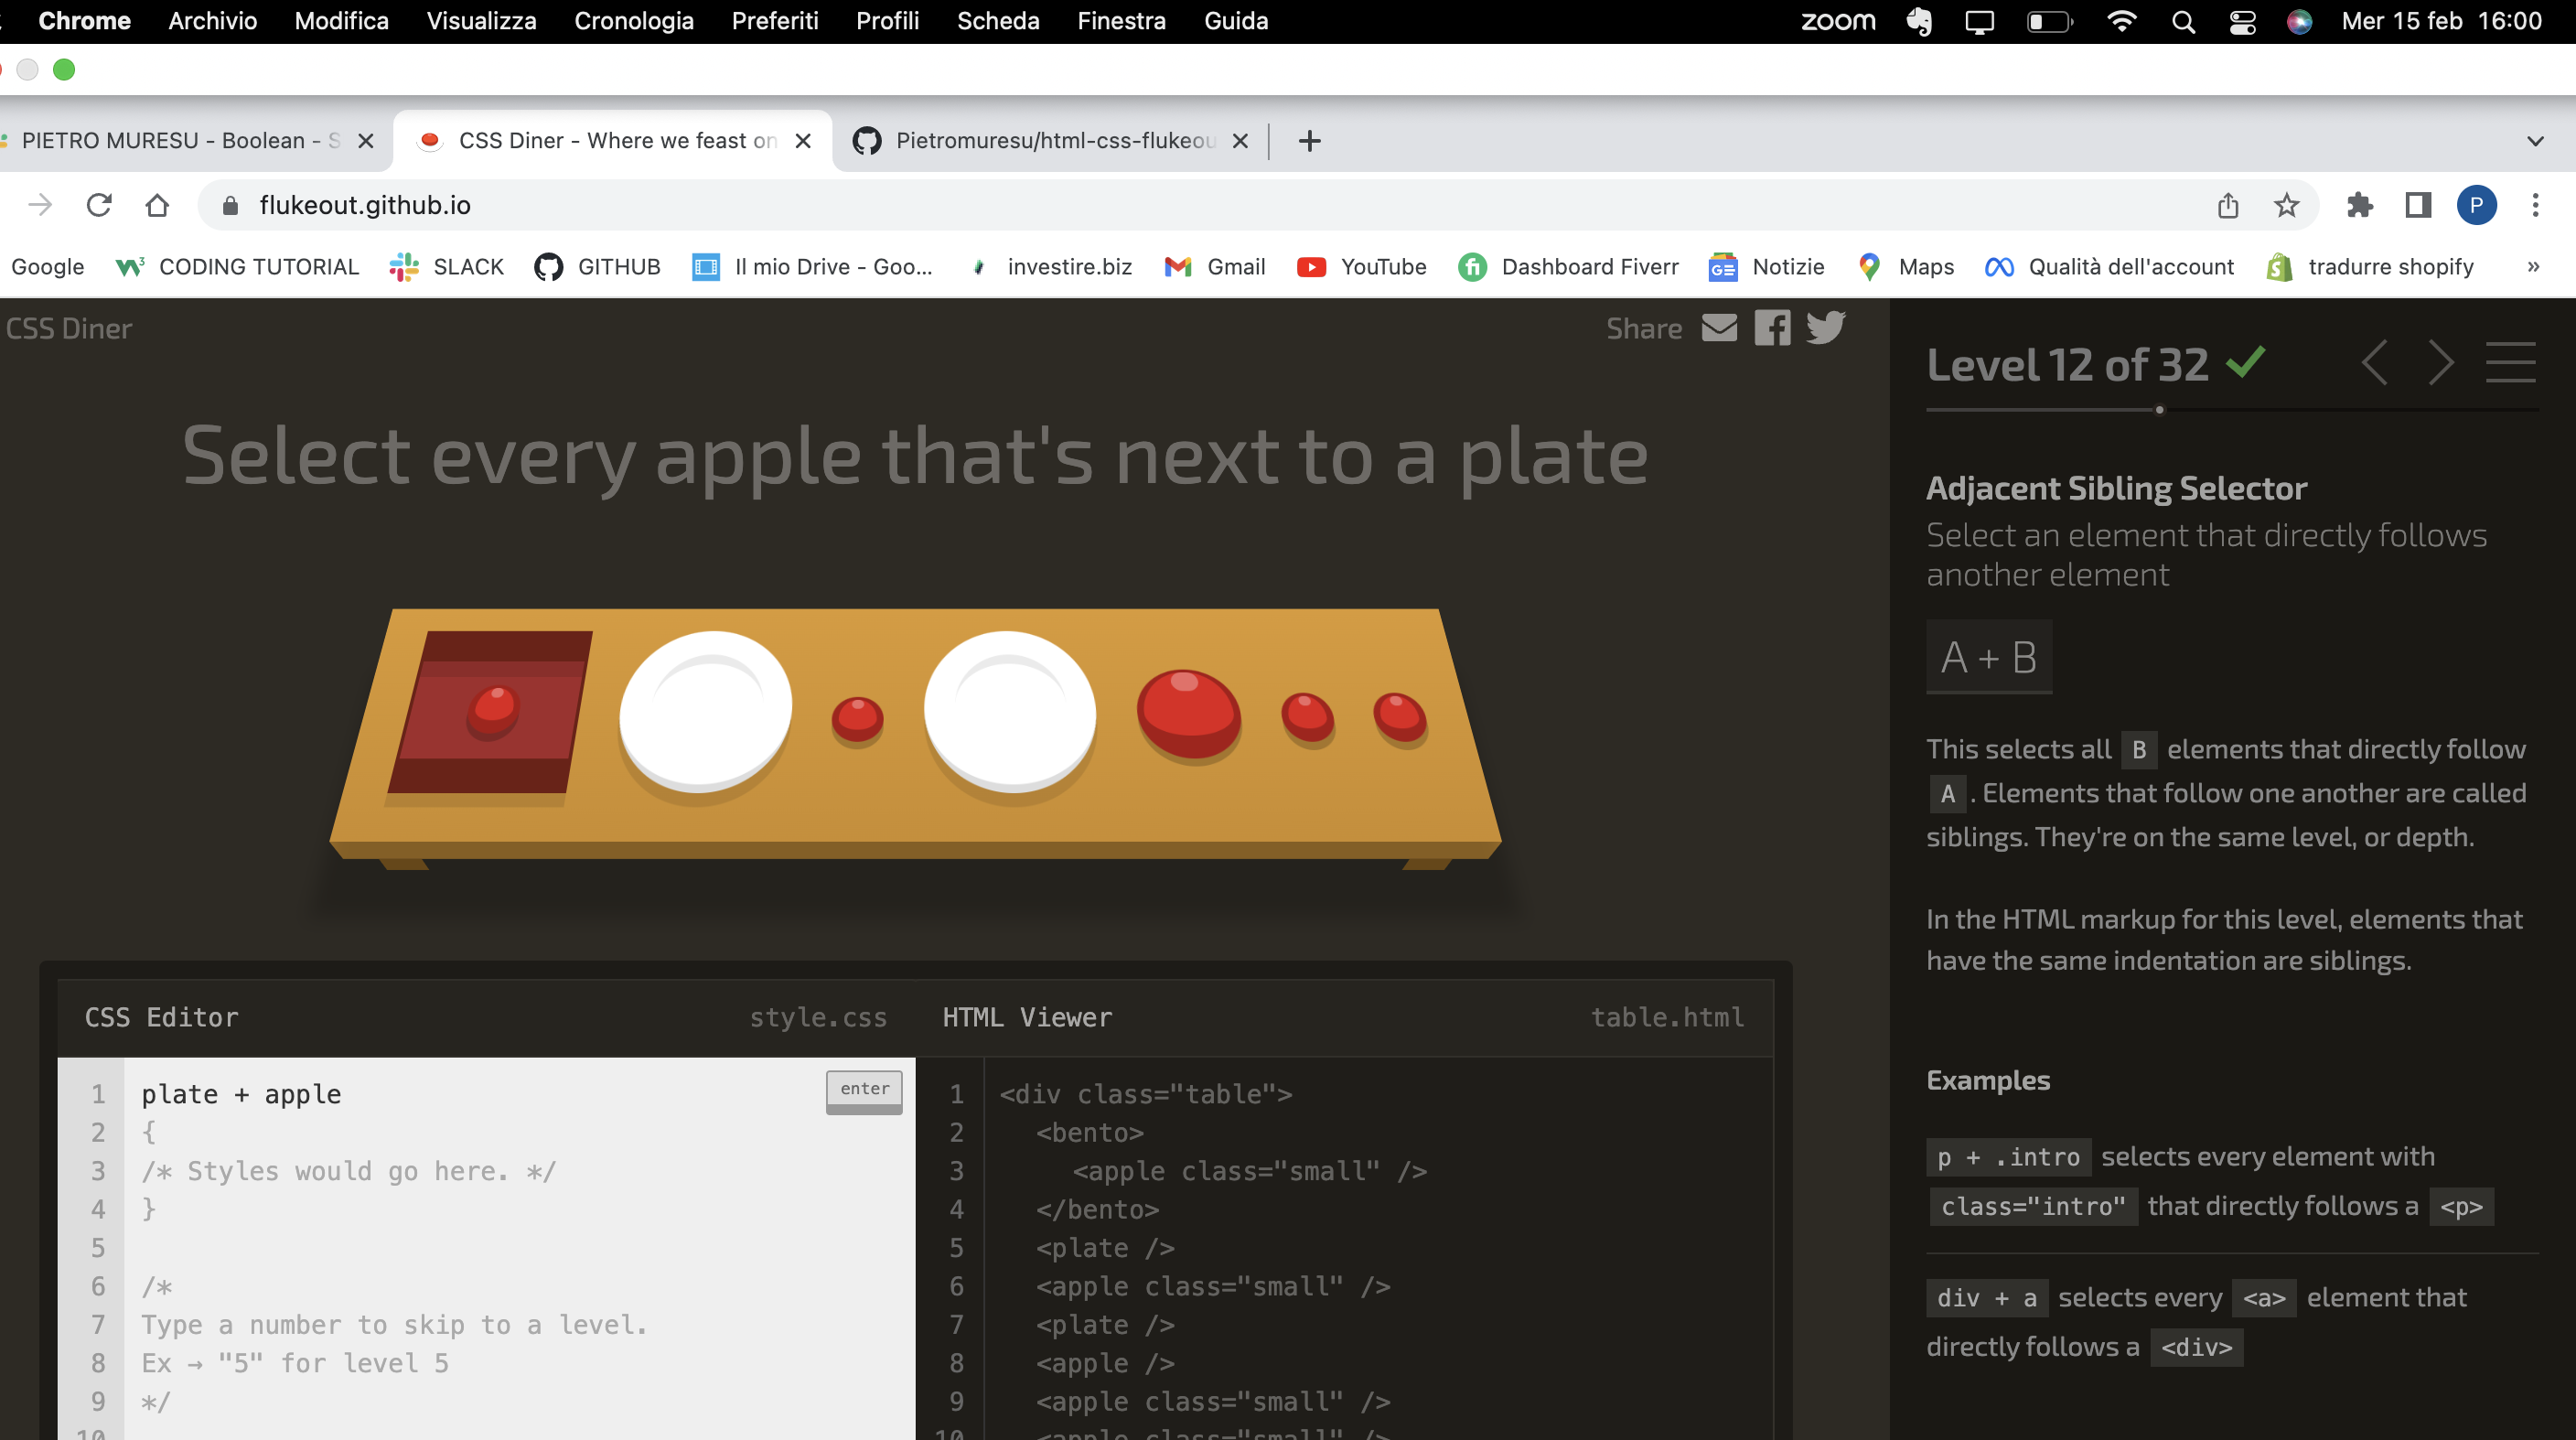 Chrome Archivio Modifica Visualizza Cronologia Preferiti Profili Scheda Finestra Guida zoom Mer 15 feb 16:00
PIETRO MURESU - Boolean - S CSS Diner - Where we feast on Pietromuresu/html-css-flukeou
flukeout.github.io P
Google CODING TUTORIAL SLACK GITHUB Il mio Drive - Goo... investire.biz Gmail YouTube Dashboard Fiverr Notizie Maps Qualità dell'account tradurre shopify »
CSS Diner Share
Level 12 of 32
Select every apple that's next to a plate
Adjacent Sibling Selector
Select an element that directly follows
another element
A + B
This selects all B elements that directly follow
A . Elements that follow one another are called
siblings. They're on the same level, or depth.
In the HTML markup for this level, elements that
have the same indentation are siblings.
Examples
p + .intro selects every element with
class="intro" that directly follows a <p>
div + a selects every <a> element that
directly follows a <div>
CSS Editor style.css
1 plate + apple enter
2 {
3 /* Styles would go here. */
4 }
5
6 /*
7 Type a number to skip to a level.
8 Ex → "5" for level 5
9 */
10
HTML Viewer table.html
1 <div class="table">
2 <bento>
3 <apple class="small" />
4 </bento>
5 <plate />
6 <apple class="small" />
7 <plate />
8 <apple />
9 <apple class="small" />
10 <apple class="small" />